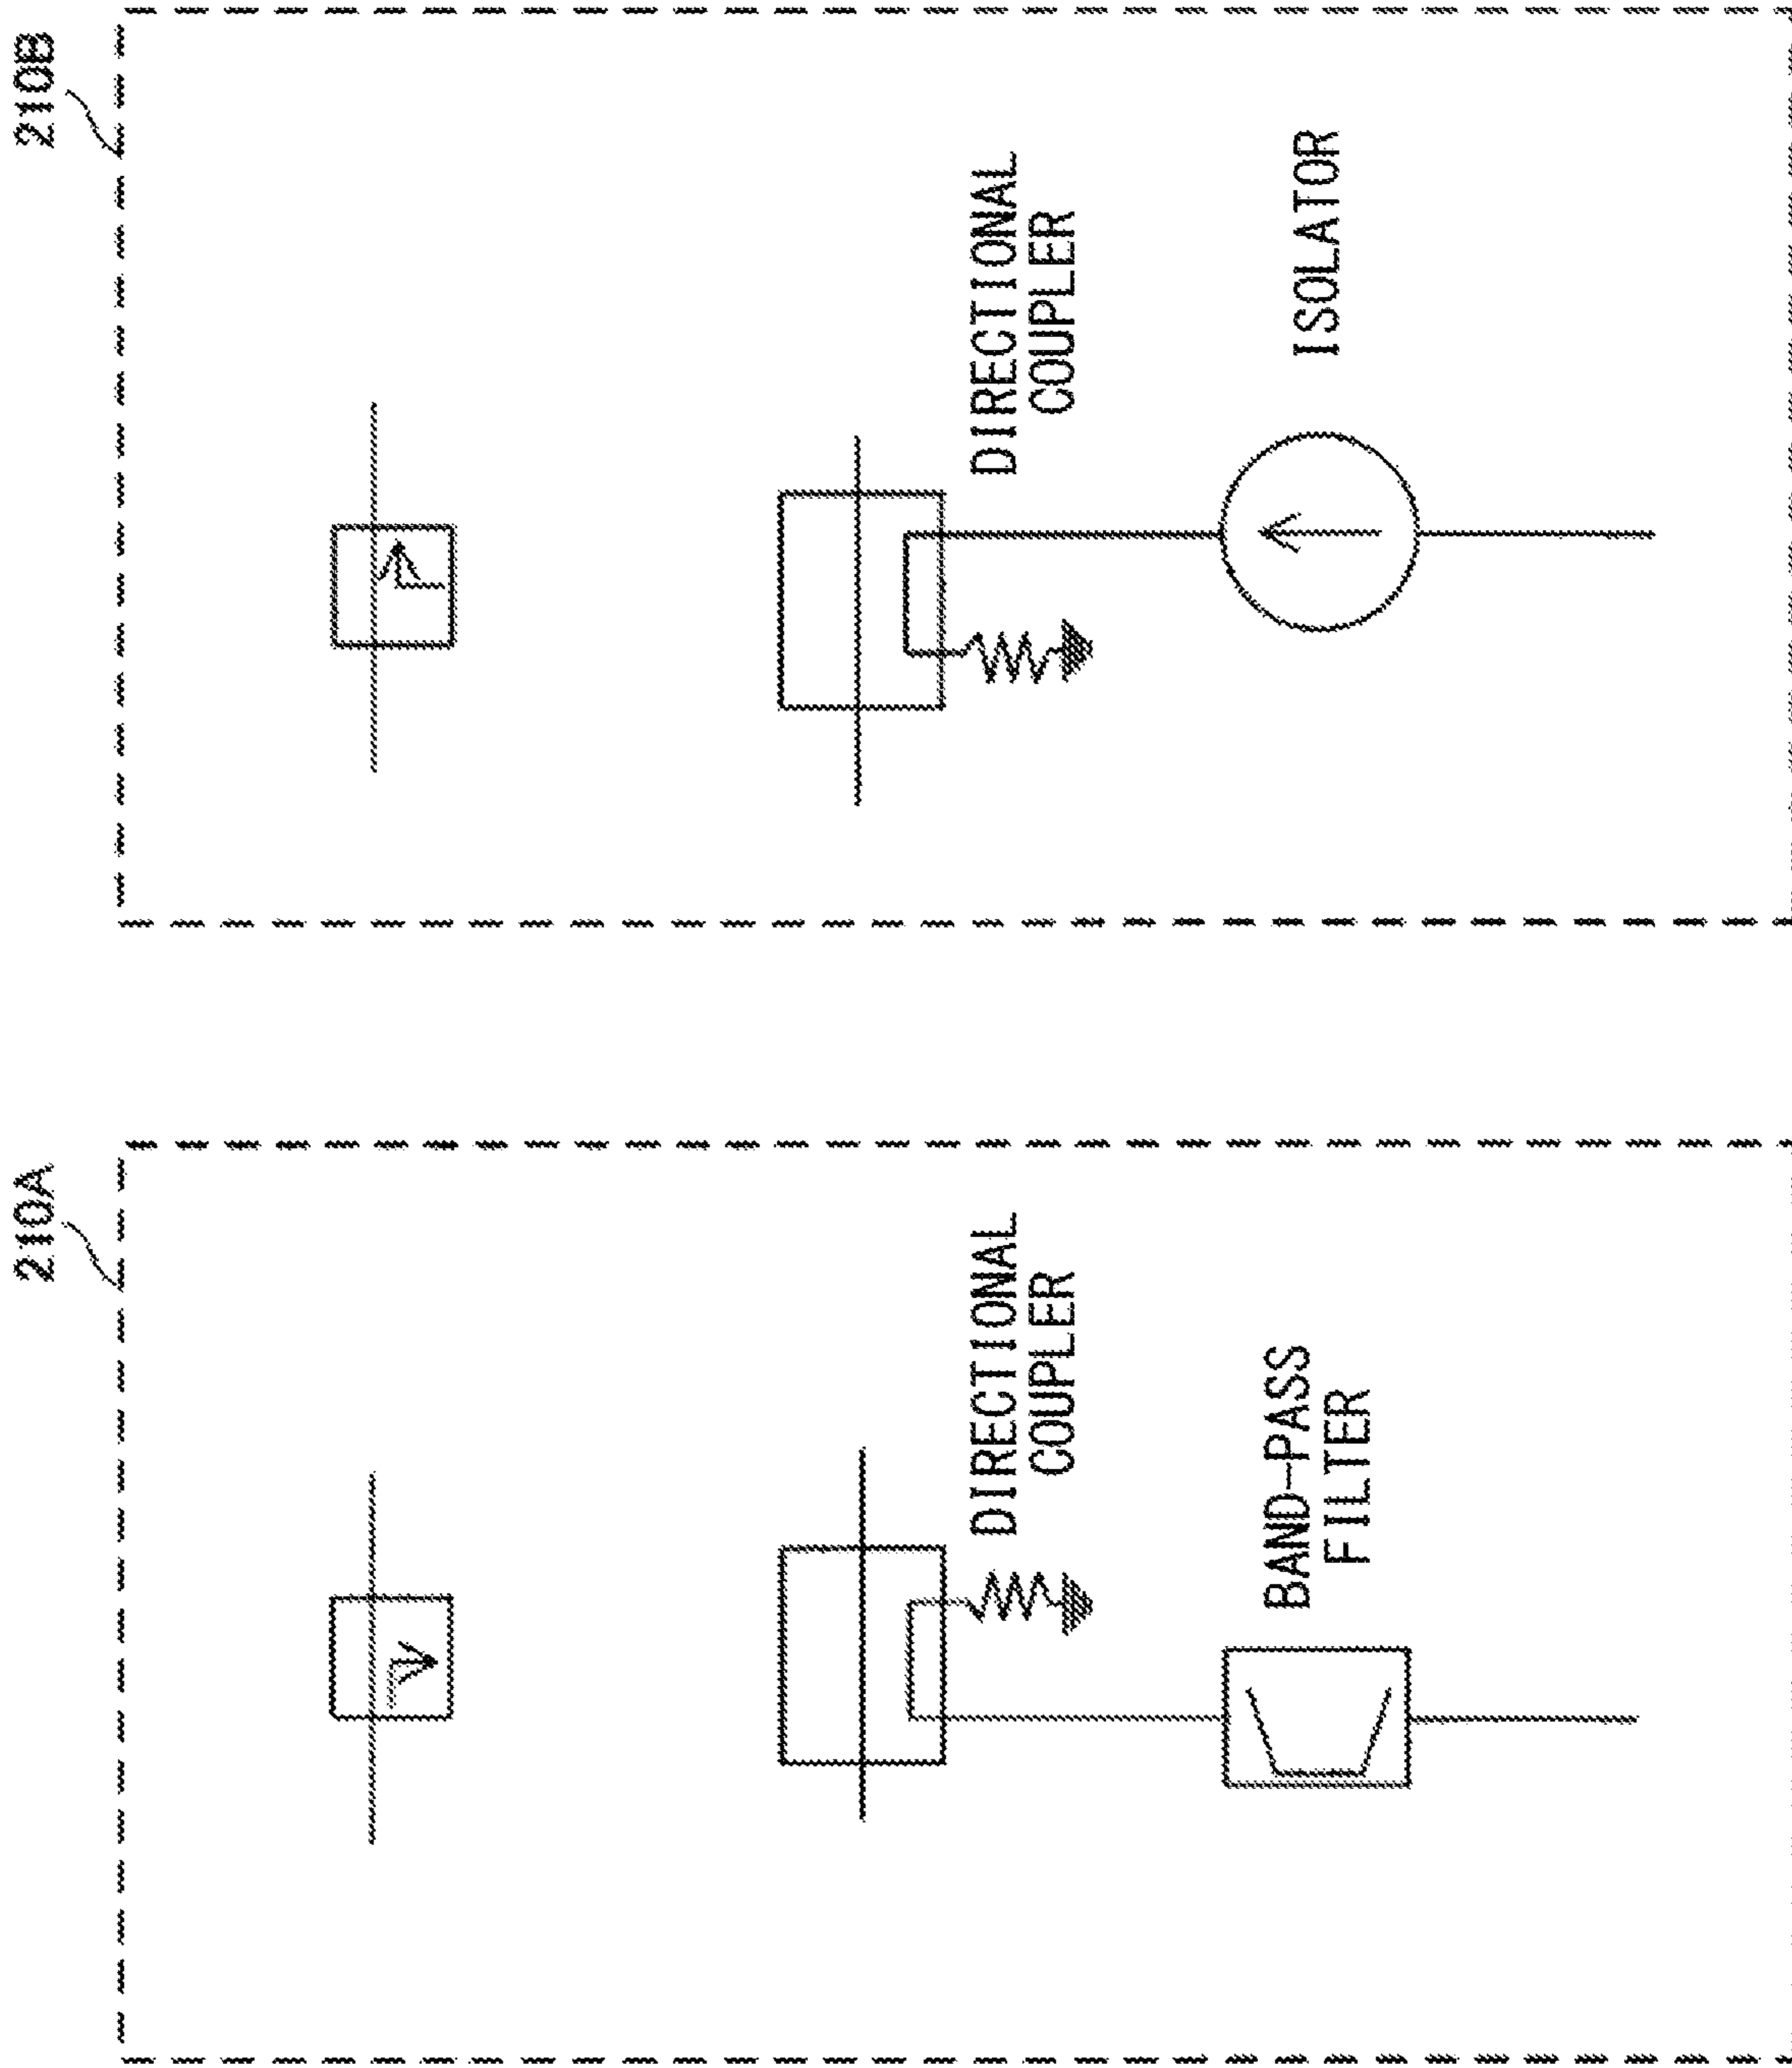 210A
DIRECTIONAL
COUPLER
BAND-PASS
FILTER
210B
DIRECTIONAL
COUPLER
ISOLATOR